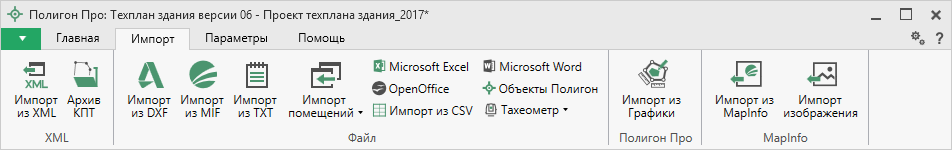 Полигон Про: Техплан здания версии 06 - Проект техплана здания_2017*
Главная Импорт Параметры Помощь ?
XML
Импорт из XML
Архив КПТ
XML
Импорт из DXF
Импорт из MIF
Импорт из TXT
Импорт помещений
Microsoft Excel
OpenOffice
Импорт из CSV
Microsoft Word
Объекты Полигон
Тахеометр
Файл
Импорт из Графики
Полигон Про
Импорт из MapInfo
Импорт изображения
MapInfo